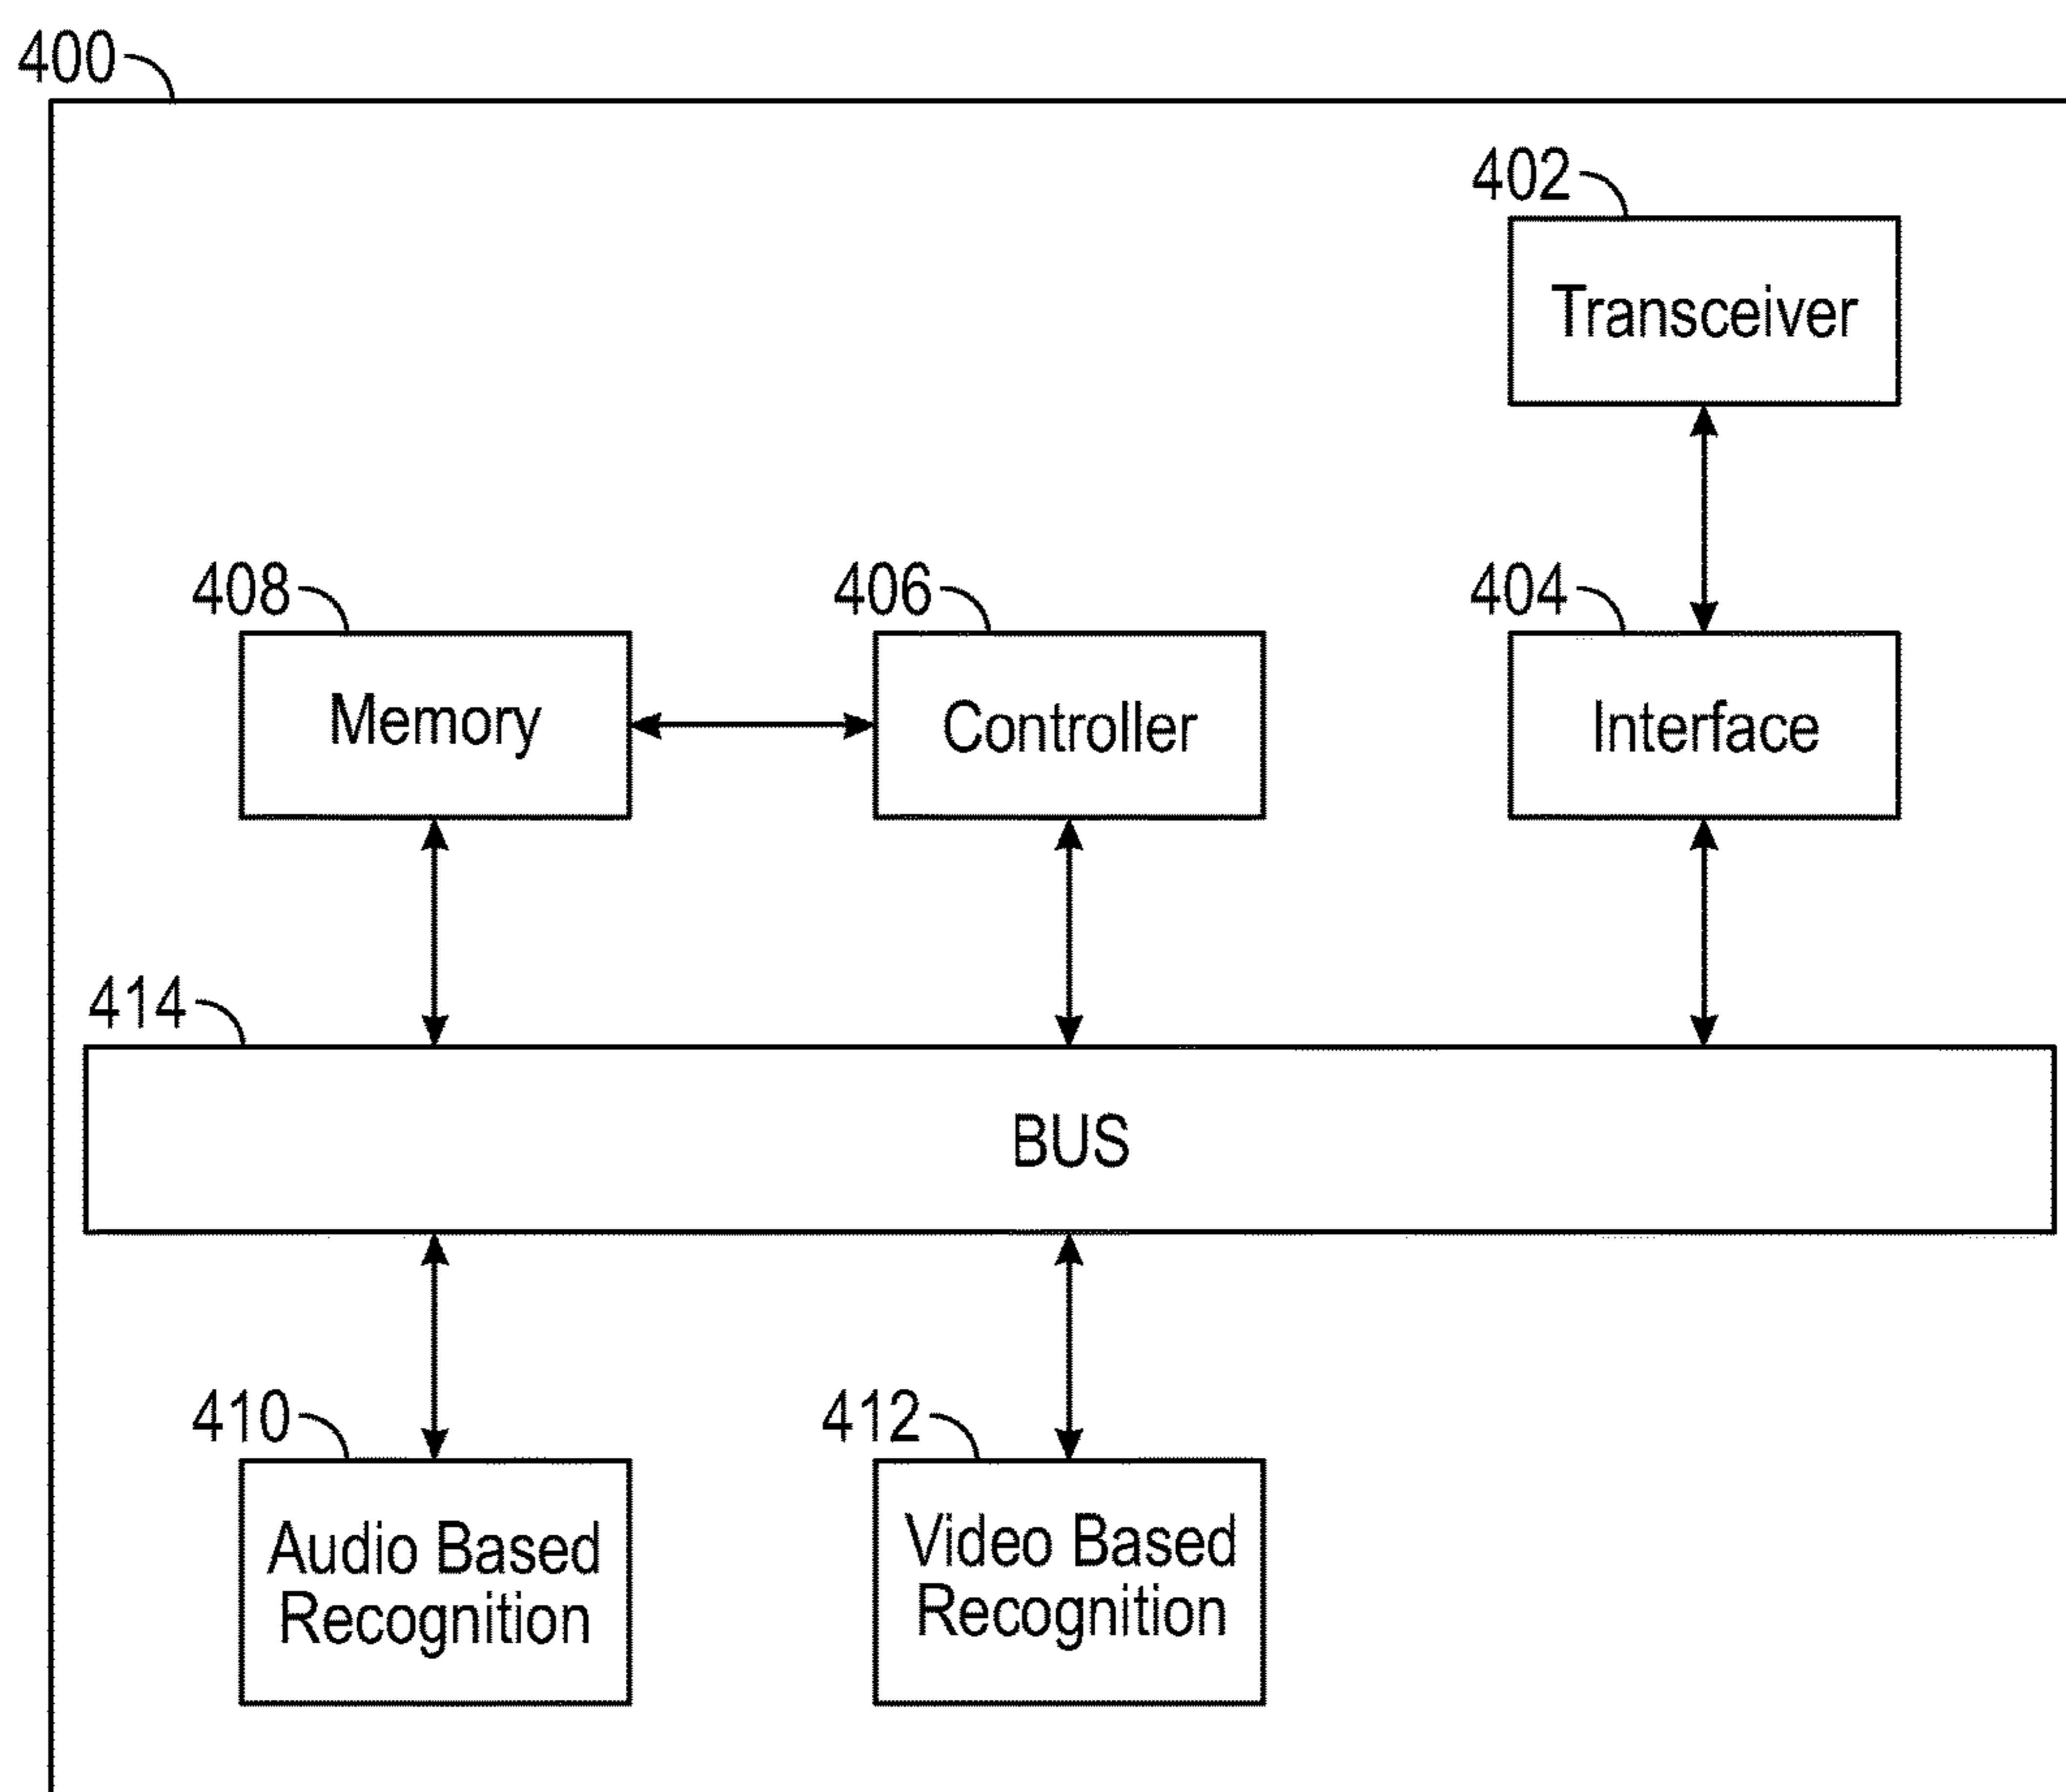 400
402
Transceiver
408
406
404
Memory
Controller
Interface
414
BUS
410
412
Audio Based
Recognition
Video Based
Recognition